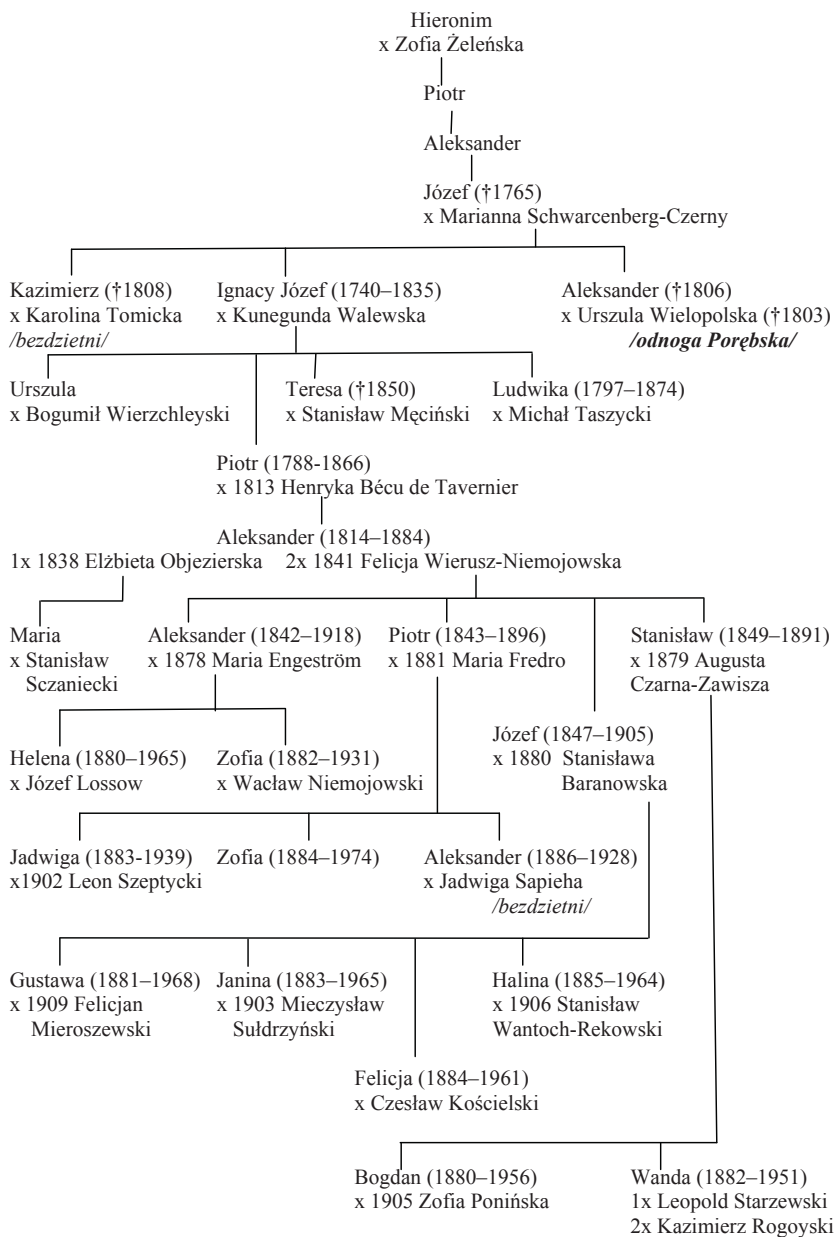 Hieronim
x Zofia Żeleńska
Piotr
Aleksander
Józef (†1765)
x Marianna Schwarcenberg-Czerny
Kazimierz (†1808)
x Karolina Tomicka
/bezdzietni/
Ignacy Józef (1740–1835)
x Kunegunda Walewska
Aleksander (†1806)
x Urszula Wielopolska (†1803)
/odnoga Porębska/
Urszula
x Bogumił Wierzchleyski
Teresa (†1850)
x Stanisław Męciński
Ludwika (1797–1874)
x Michał Taszycki
Piotr (1788-1866)
x 1813 Henryka Bécu de Tavernier
Aleksander (1814–1884)
1x 1838 Elżbieta Objezierska 2x 1841 Felicja Wierusz-Niemojowska
Maria
x Stanisław
Sczaniecki
Aleksander (1842–1918)
x 1878 Maria Engeström
Piotr (1843–1896)
x 1881 Maria Fredro
Stanisław (1849–1891)
x 1879 Augusta
Czarna-Zawisza
Helena (1880–1965)
x Józef Lossow
Zofia (1882–1931)
x Wacław Niemojowski
Józef (1847–1905)
x 1880 Stanisława
Baranowska
Jadwiga (1883-1939)
x1902 Leon Szeptycki
Zofia (1884–1974)
Aleksander (1886–1928)
x Jadwiga Sapieha
/bezdzietni/
Gustawa (1881–1968)
x 1909 Felicjan
Mieroszewski
Janina (1883–1965)
x 1903 Mieczysław
Sułdrzyński
Halina (1885–1964)
x 1906 Stanisław
Wantoch-Rekowski
Felicja (1884–1961)
x Czesław Kościelski
Bogdan (1880–1956)
x 1905 Zofia Ponińska
Wanda (1882–1951)
1x Leopold Starzewski
2x Kazimierz Rogoyski